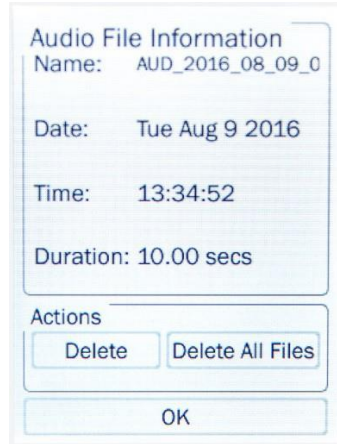 Audio File Information
Name: AUD_2016_08_09_0
Date: Tue Aug 9 2016
Time: 13:34:52
Duration: 10.00 secs
Actions
Delete Delete All Files
OK